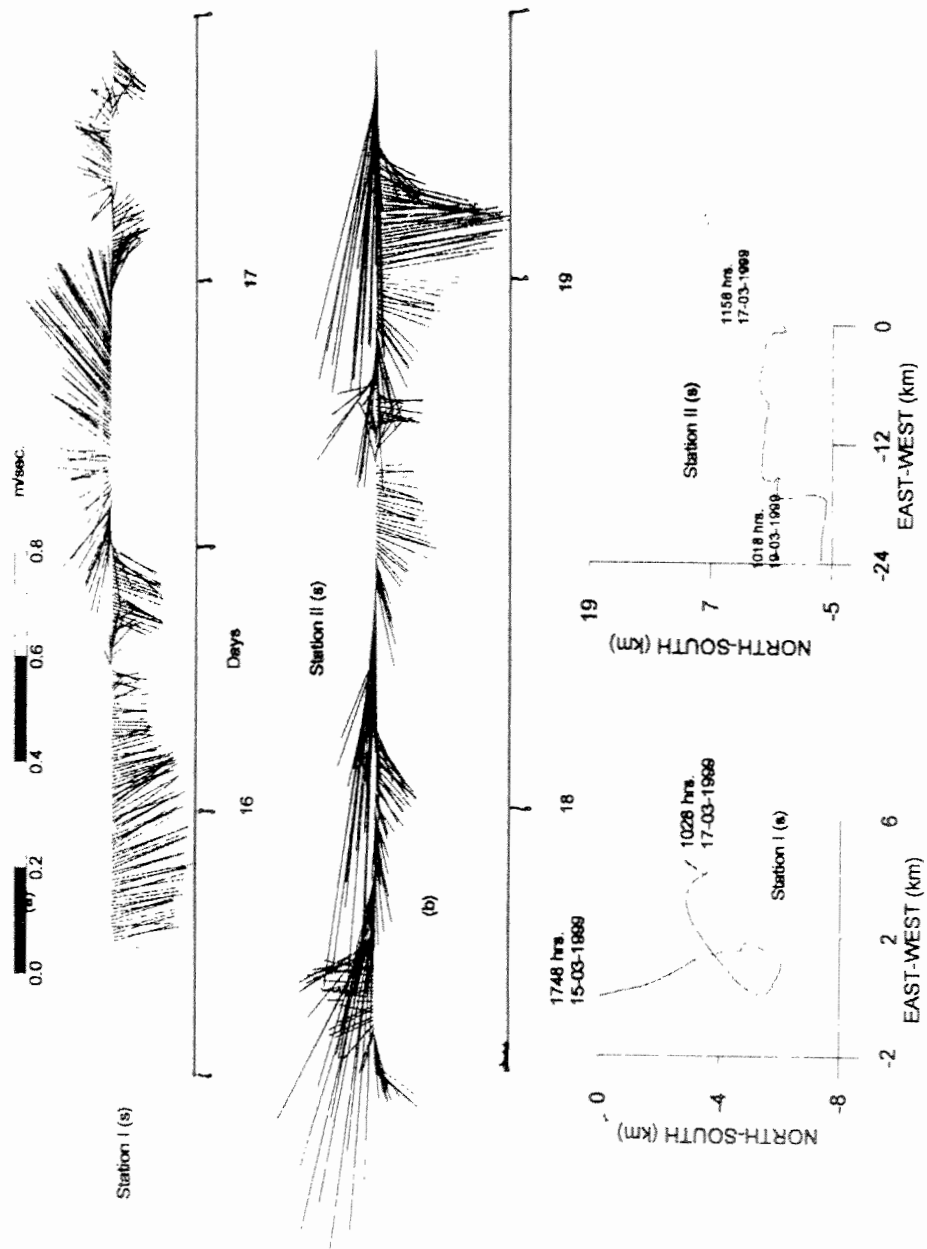 m/sec.
0.0 0.2 0.4 0.6 0.8
(a)
Station I (s)
16 17
Days
Station II (s)
(b)
18 19
1748 hrs.
15-03-1999
1028 hrs.
17-03-1999
Station I (s)
0
-4
-8
NORTH-SOUTH (km)
-2 2 6
EAST-WEST (km)
1158 hrs.
17-03-1999
Station II (s)
1018 hrs.
19-03-1999
19
7
-5
NORTH-SOUTH (km)
-24 -12 0
EAST-WEST (km)